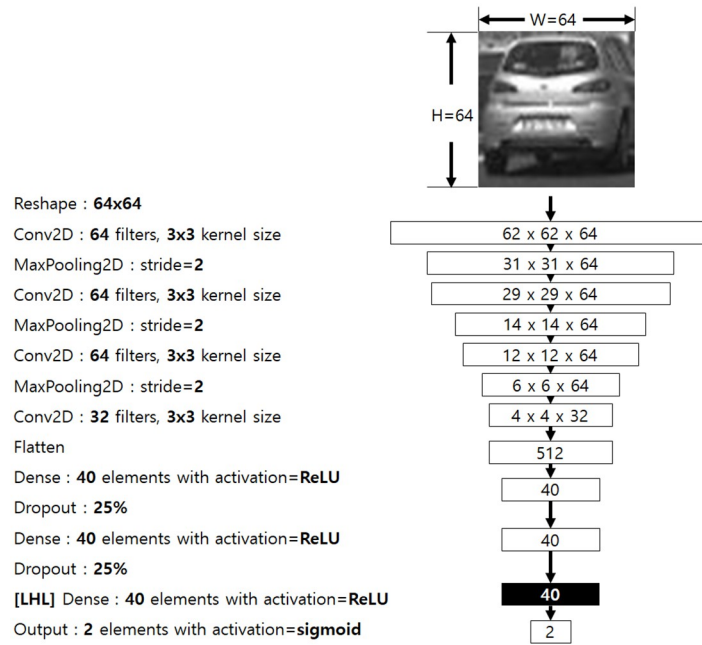 W=64
H=64
Reshape : 64x64
Conv2D : 64 filters, 3x3 kernel size
62 x 62 x 64
MaxPooling2D : stride=2
31 x 31 x 64
Conv2D : 64 filters, 3x3 kernel size
29 x 29 x 64
MaxPooling2D : stride=2
14 x 14 x 64
Conv2D : 64 filters, 3x3 kernel size
12 x 12 x 64
MaxPooling2D : stride=2
6 x 6 x 64
Conv2D : 32 filters, 3x3 kernel size
4 x 4 x 32
Flatten
512
Dense : 40 elements with activation=ReLU
40
Dropout : 25%
Dense : 40 elements with activation=ReLU
40
Dropout : 25%
[LHL] Dense : 40 elements with activation=ReLU
40
Output : 2 elements with activation=sigmoid
2